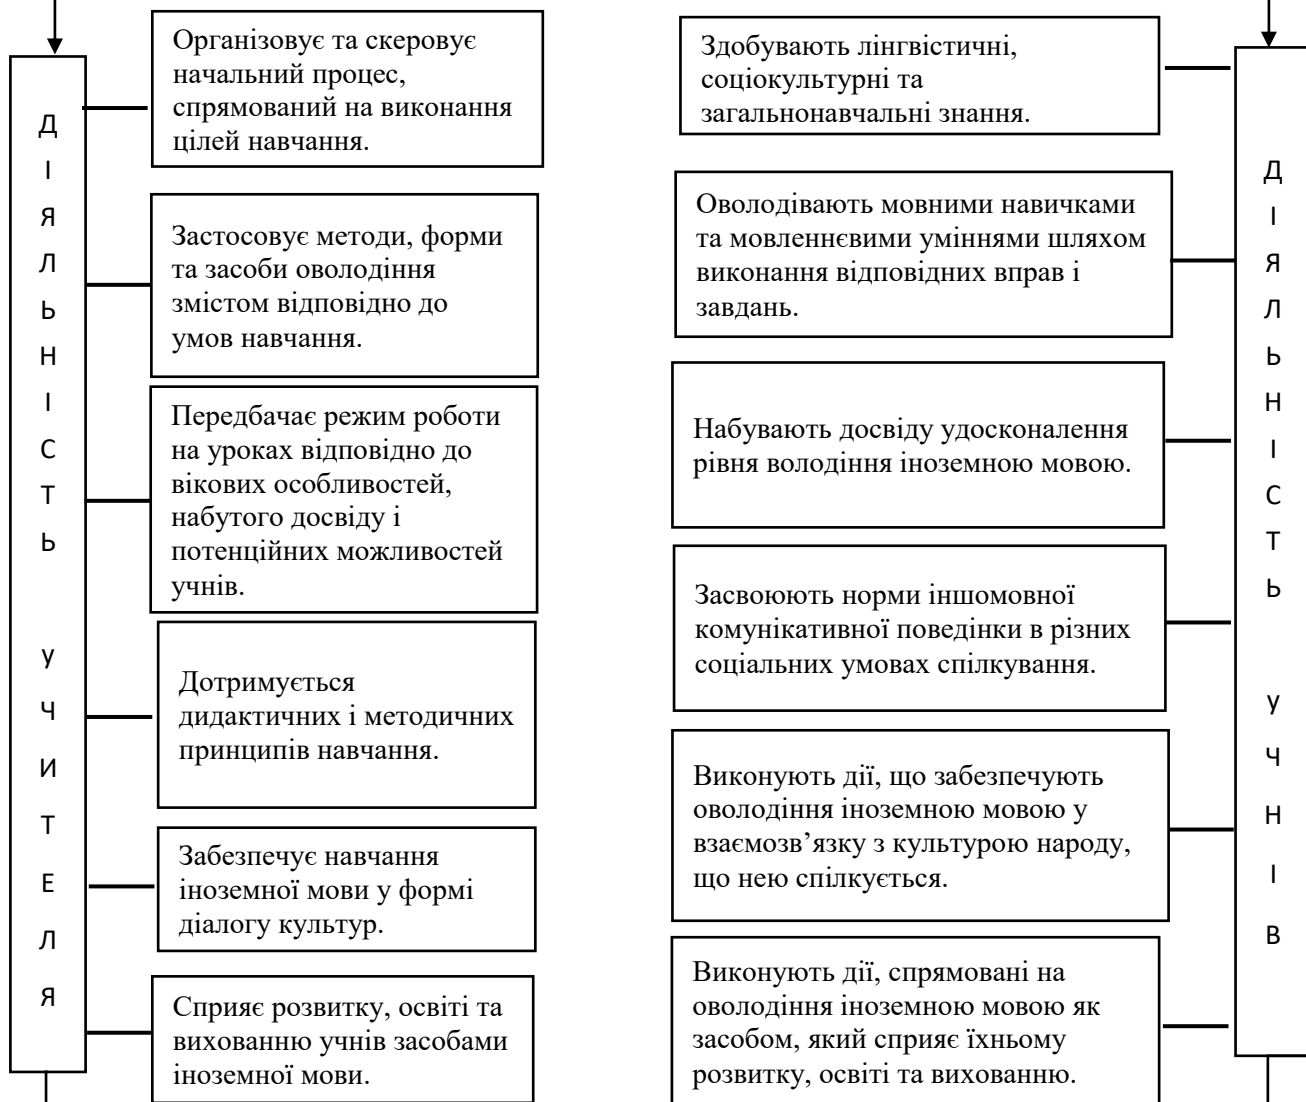 ДІЯЛЬНІСТЬ учИТЕЛЯ
Організовує та скеровує
начальний процес,
спрямований на виконання
цілей навчання.
Застосовує методи, форми
та засоби оволодіння
змістом відповідно до
умов навчання.
Передбачає режим роботи
на уроках відповідно до
вікових особливостей,
набутого досвіду і
потенційних можливостей
учнів.
Дотримується
дидактичних і методичних
принципів навчання.
Забезпечує навчання
іноземної мови у формі
діалогу культур.
Сприяє розвитку, освіті та
вихованню учнів засобами
іноземної мови.
Здобувають лінгвістичні,
соціокультурні та
загальнонавчальні знання.
Оволодівають мовними навичками
та мовленнєвими уміннями шляхом
виконання відповідних вправ і
завдань.
Набувають досвіду удосконалення
рівня володіння іноземною мовою.
Засвоюють норми іншомовної
комунікативної поведінки в різних
соціальних умовах спілкування.
Виконують дії, що забезпечують
оволодіння іноземною мовою у
взаємозв’язку з культурою народу,
що нею спілкується.
Виконують дії, спрямовані на
оволодіння іноземною мовою як
засобом, який сприяє їхньому
розвитку, освіті та вихованню.
ДІЯЛЬНІСТЬ уЧНІВ